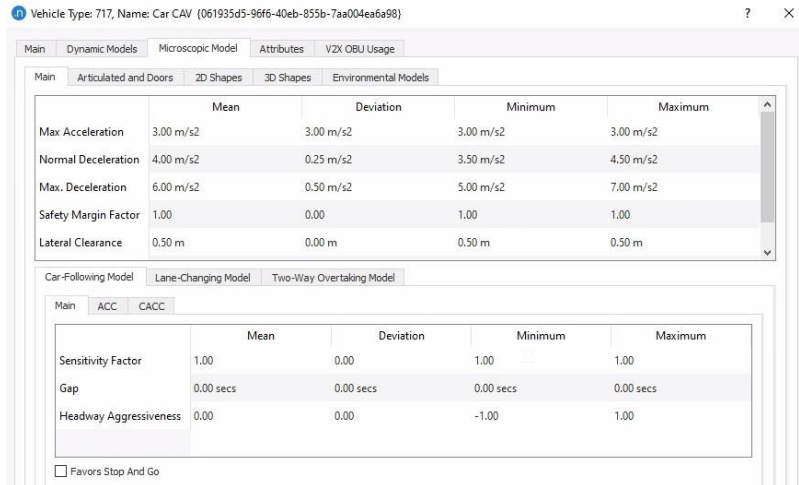 Vehicle Type: 717, Name: Car CAV {061935d5-96f6-40eb-855b-7aa004ea6a98}
Main Dynamic Models Microscopic Model Attributes V2X OBU Usage
Main Articulated and Doors 2D Shapes 3D Shapes Environmental Models
Mean Deviation Minimum Maximum
Max Acceleration 3.00 m/s2 3.00 m/s2 3.00 m/s2 3.00 m/s2
Normal Deceleration 4.00 m/s2 0.25 m/s2 3.50 m/s2 4.50 m/s2
Max. Deceleration 6.00 m/s2 0.50 m/s2 5.00 m/s2 7.00 m/s2
Safety Margin Factor 1.00 0.00 1.00 1.00
Lateral Clearance 0.50 m 0.00 m 0.50 m 0.50 m
Car-Following Model Lane-Changing Model Two-Way Overtaking Model
Main ACC CACC
Mean Deviation Minimum Maximum
Sensitivity Factor 1.00 0.00 1.00 1.00
Gap 0.00 secs 0.00 secs 0.00 secs 0.00 secs
Headway Aggressiveness 0.00 0.00 -1.00 1.00
Favors Stop And Go